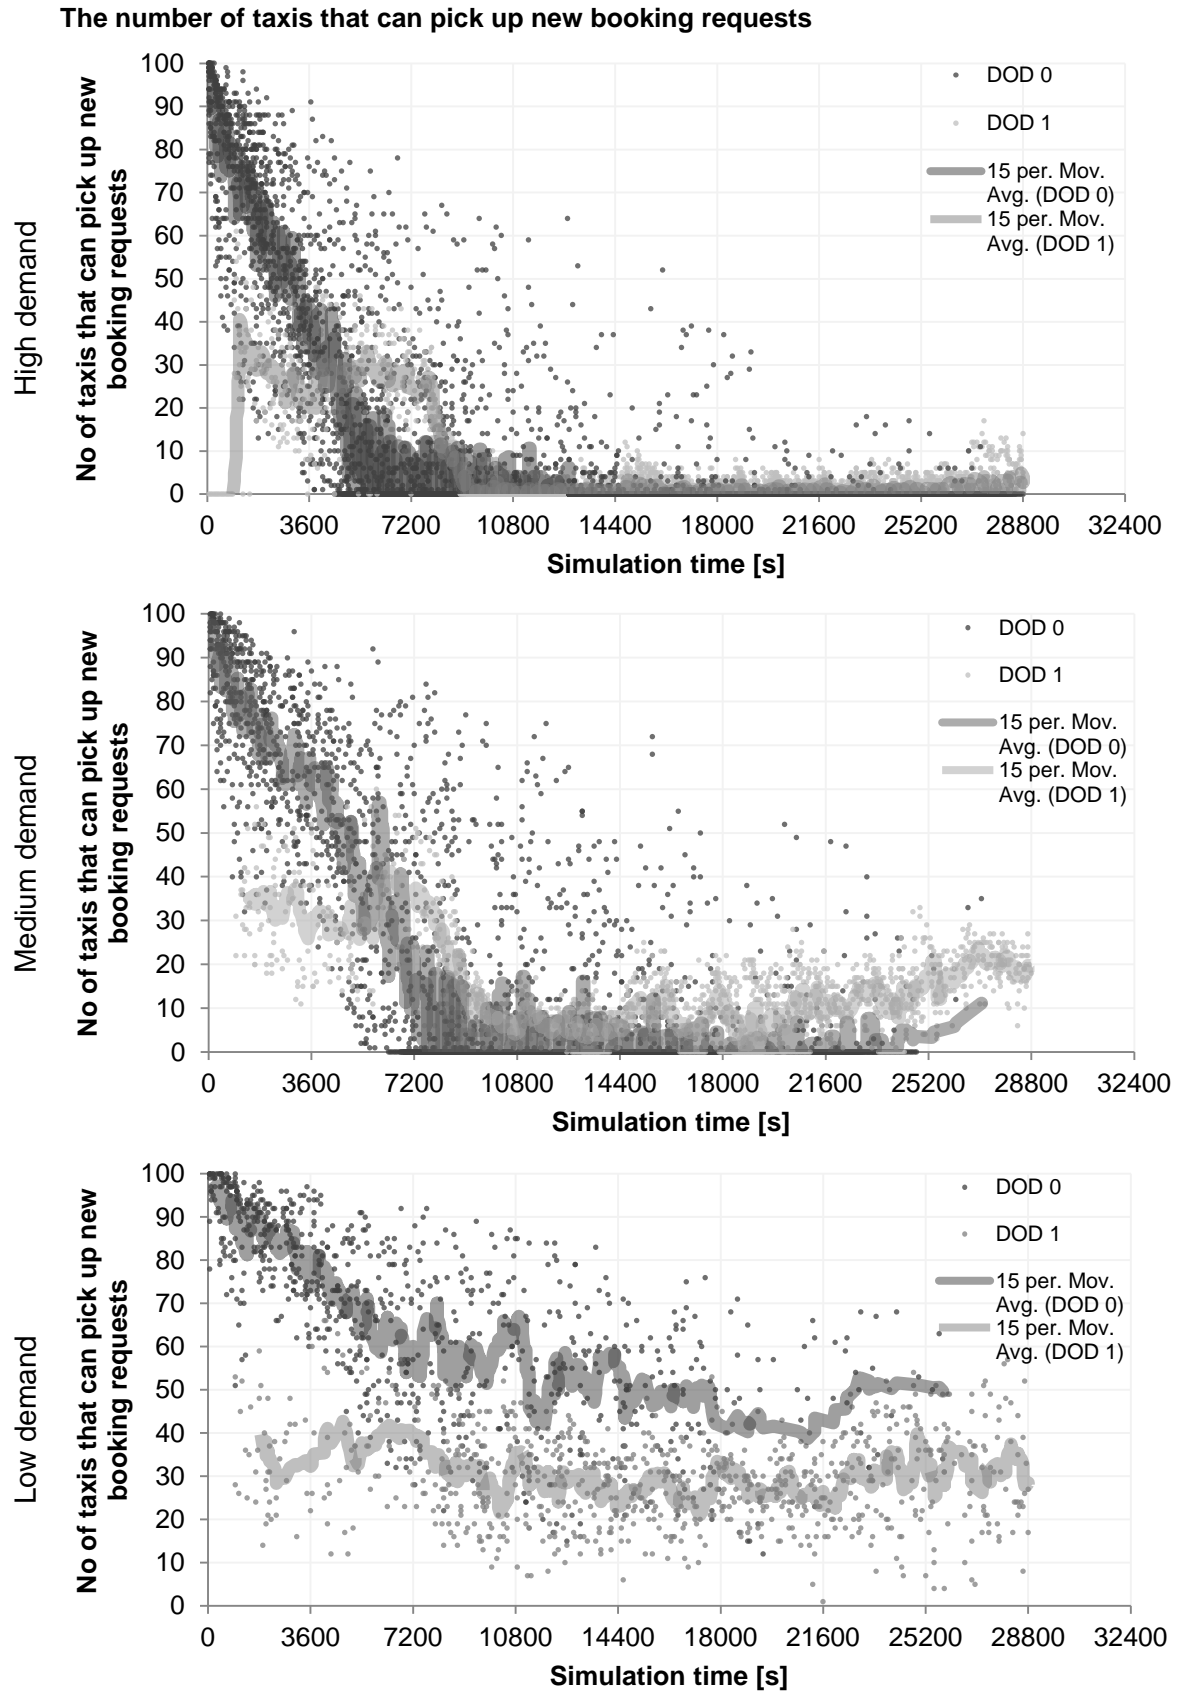 The number of taxis that can pick up new booking requests
High demand
No of taxis that can pick up new
booking requests
100
90
80
70
60
50
40
30
20
10
0
0 3600 7200 10800 14400 18000 21600 25200 28800 32400
Simulation time [s]
DOD 0
DOD 1
15 per. Mov.
Avg. (DOD 0)
15 per. Mov.
Avg. (DOD 1)
Medium demand
No of taxis that can pick up new
booking requests
100
90
80
70
60
50
40
30
20
10
0
0 3600 7200 10800 14400 18000 21600 25200 28800 32400
Simulation time [s]
DOD 0
DOD 1
15 per. Mov.
Avg. (DOD 0)
15 per. Mov.
Avg. (DOD 1)
Low demand
No of taxis that can pick up new
booking requests
100
90
80
70
60
50
40
30
20
10
0
0 3600 7200 10800 14400 18000 21600 25200 28800 32400
Simulation time [s]
DOD 0
DOD 1
15 per. Mov.
Avg. (DOD 0)
15 per. Mov.
Avg. (DOD 1)